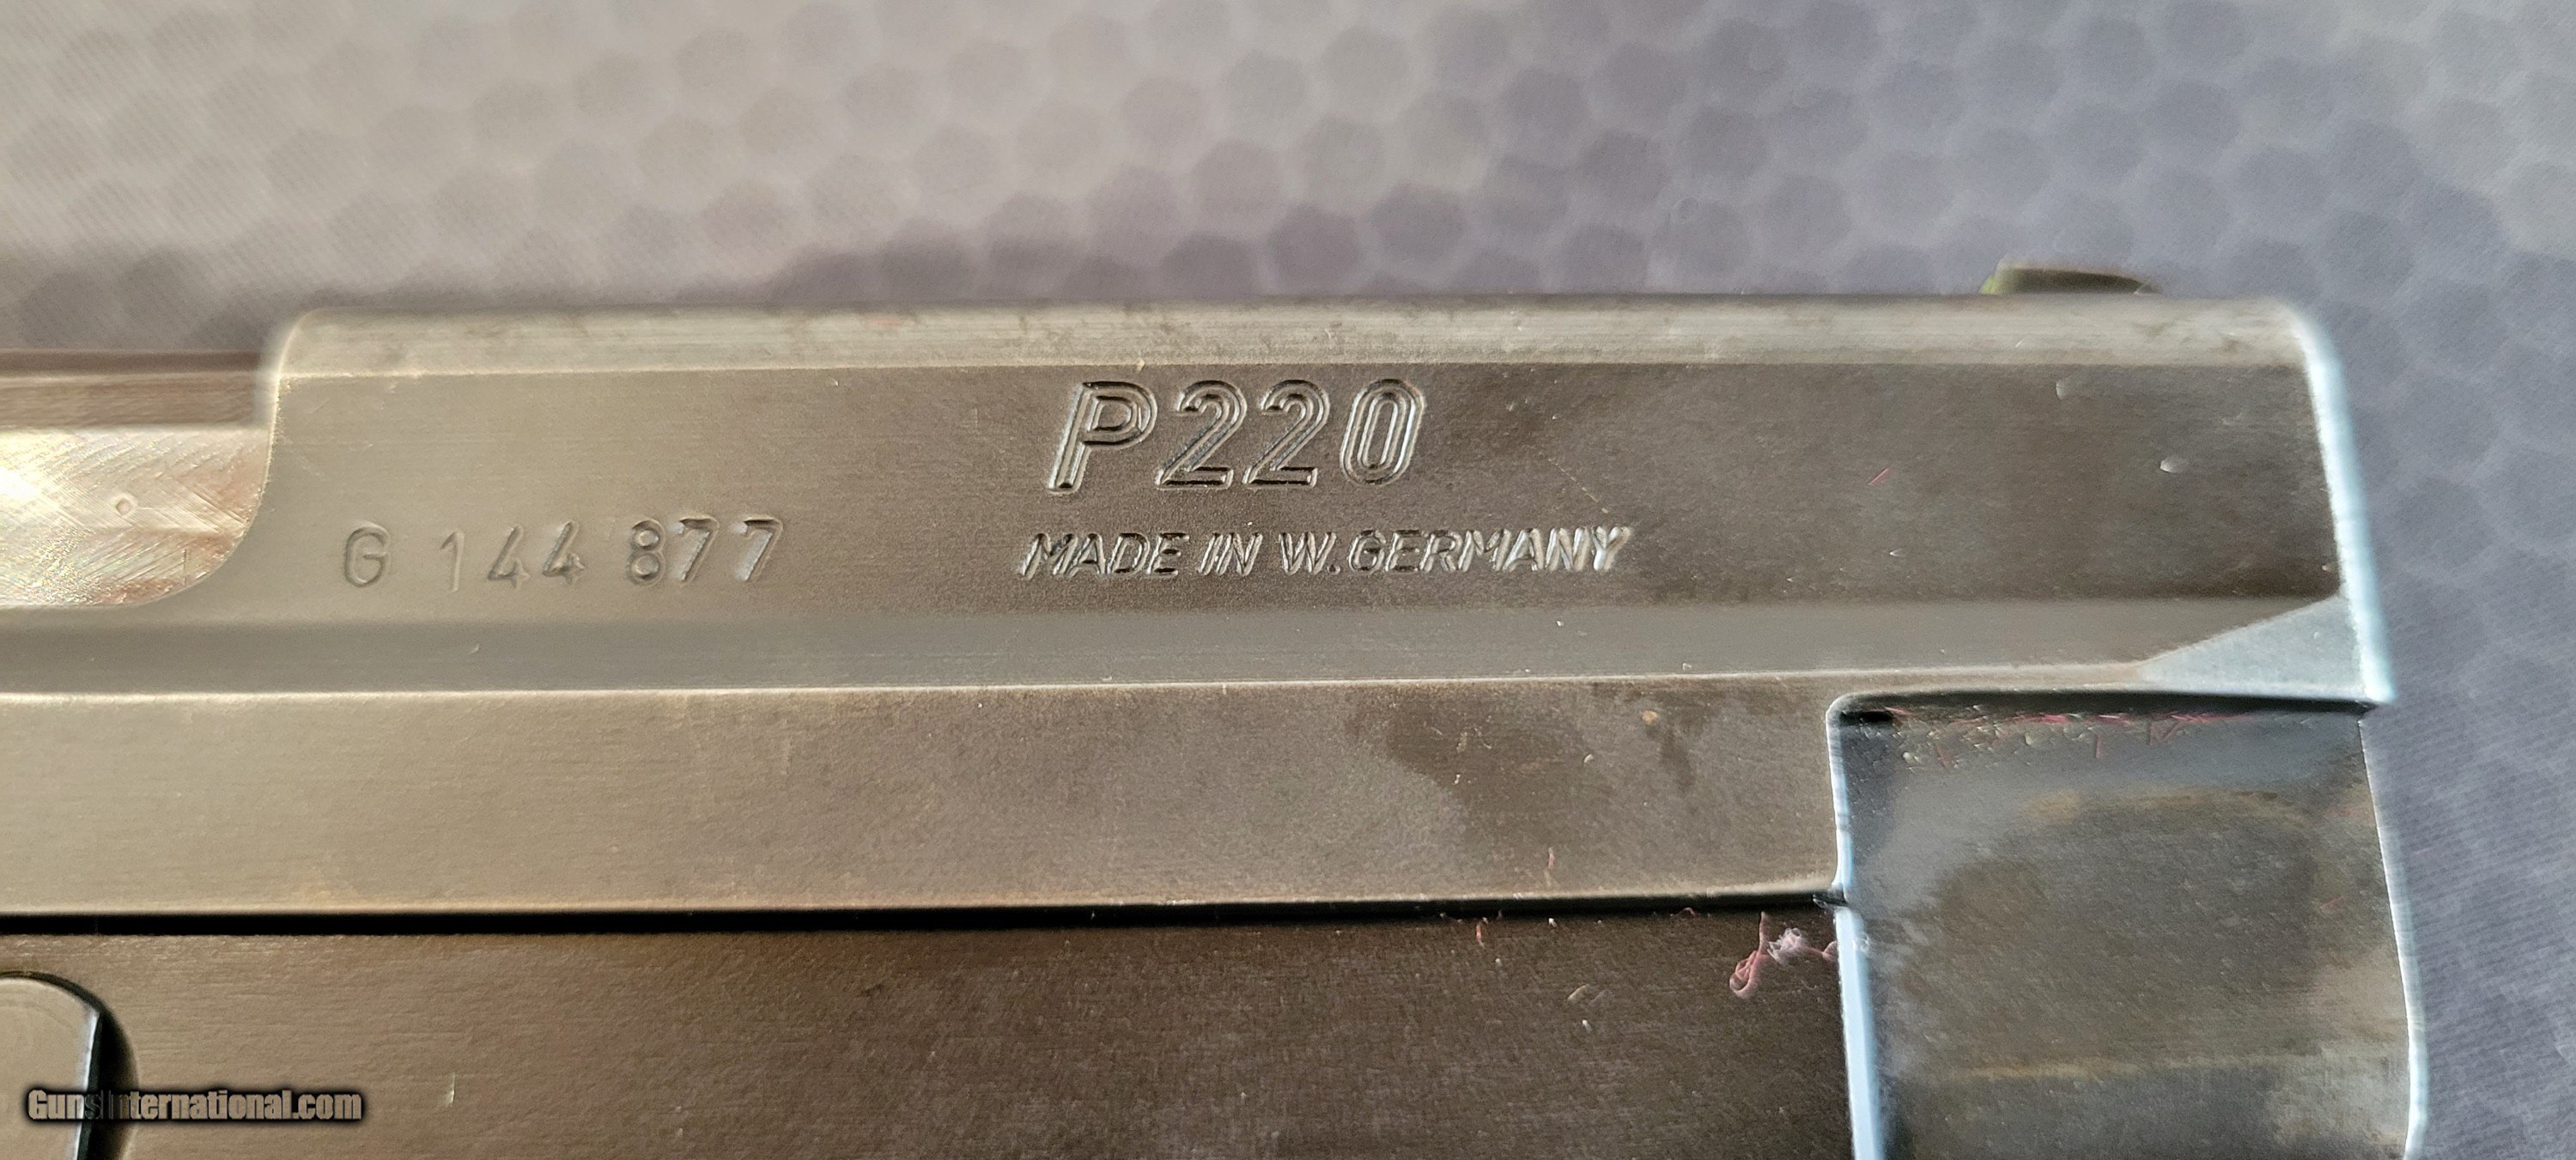 P220
G 144 877
MADE IN W.GERMANY
GunsInternational.com